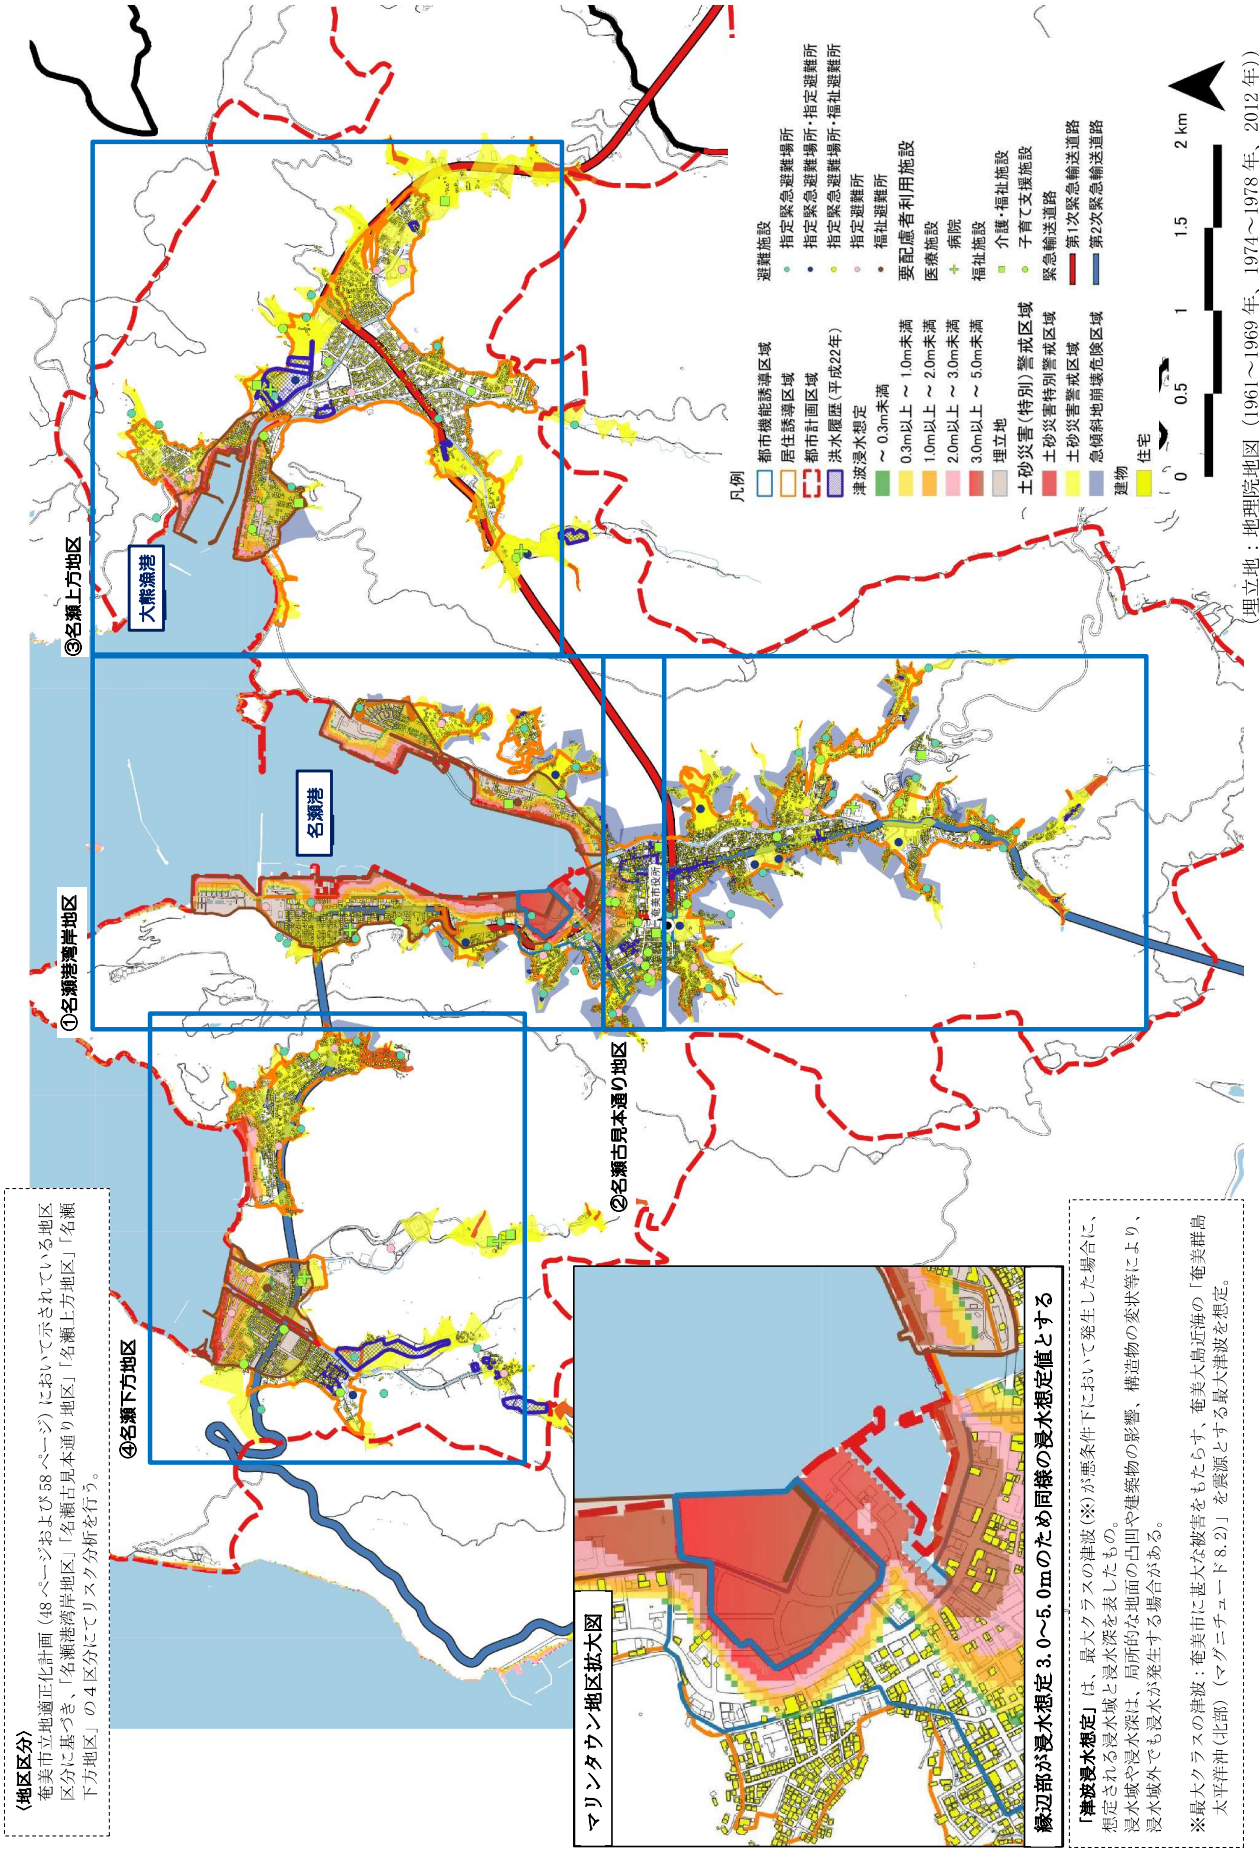 〈地区区分〉
奄美市立地適正化計画（48 ページおよび 58 ページ）において示されている地区
区分に基づき、「名瀬港湾岸地区」「名瀬古見本通り地区」「名瀬上方地区」「名瀬
下方地区」の４区分にてリスク分析を行う。
④名瀬下方地区
①名瀬港湾岸地区
③名瀬上方地区
②名瀬古見本通り地区
名瀬港
大熊漁港
奄美市役所
凡例
都市機能誘導区域
居住誘導区域
都市計画区域
洪水履歴(平成22年)
津波浸水想定
～ 0.3m未満
0.3m以上 ～ 1.0m未満
1.0m以上 ～ 2.0m未満
2.0m以上 ～ 3.0m未満
3.0m以上 ～ 5.0m未満
埋立地
土砂災害(特別)警戒区域
土砂災害特別警戒区域
土砂災害警戒区域
急傾斜地崩壊危険区域
建物
住宅
避難施設
指定緊急避難場所
指定緊急避難場所・指定避難所
指定緊急避難場所・福祉避難所
指定避難所
福祉避難所
要配慮者利用施設
医療施設
病院
福祉施設
介護・福祉施設
子育て支援施設
緊急輸送道路
第1次緊急輸送道路
第2次緊急輸送道路
0 0.5 1 1.5 2 km
(埋立地：地理院地図（1961～1969 年、1974～1978 年、2012 年))
マリンタウン地区拡大図
縁辺部が浸水想定 3.0～5.0mのため同様の浸水想定値とする
「津波浸水想定」は、最大クラスの津波(※)が悪条件下において発生した場合に、
想定される浸水域と浸水深を表したもの。
浸水域や浸水深は、局所的な地面の凸凹や建築物の影響、構造物の変状等により、
浸水域外でも浸水が発生する場合がある。
※最大クラスの津波：奄美市に甚大な被害をもたらす、奄美大島近海の「奄美群島
太平洋沖(北部)（マグニチュード 8.2)」を震源とする最大津波を想定。